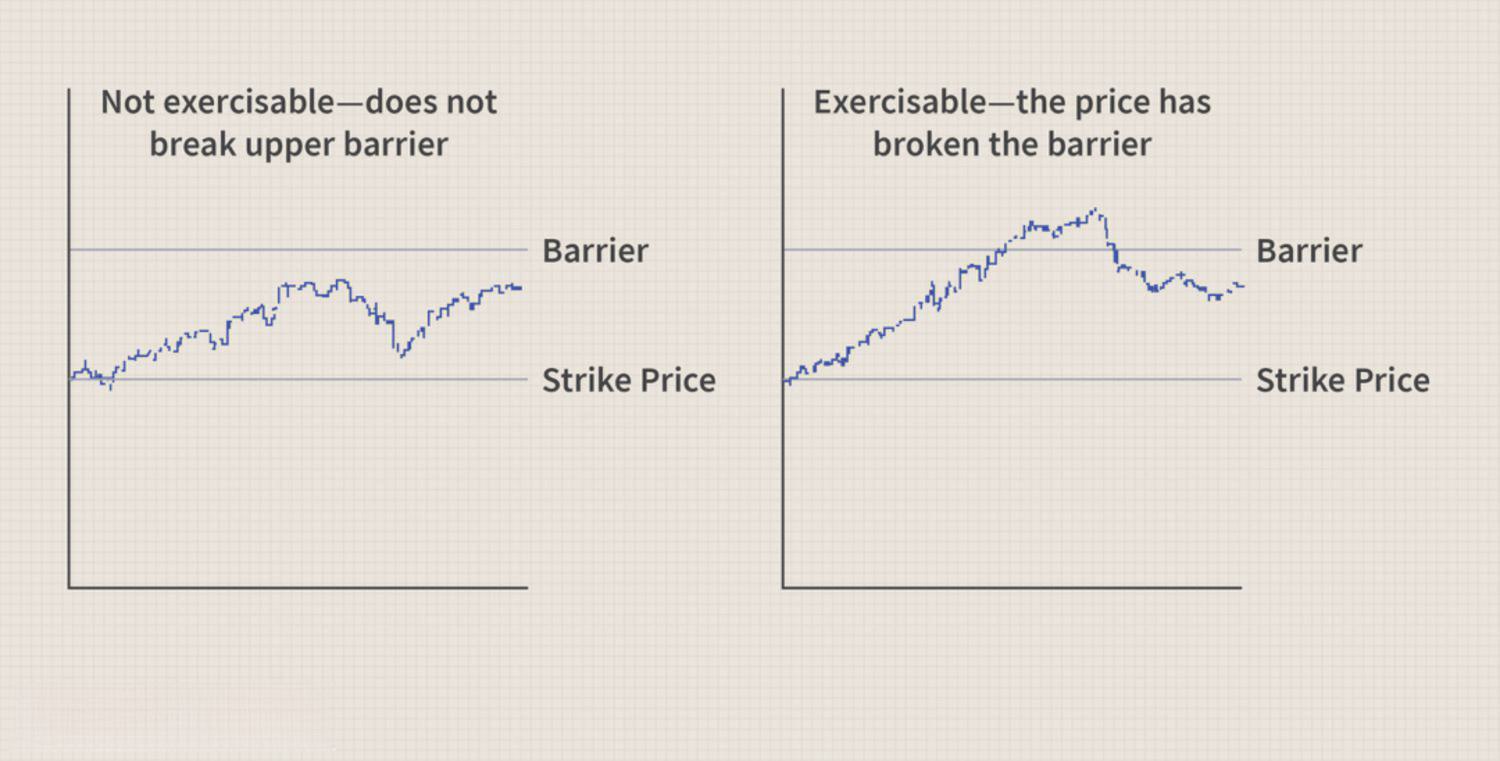 Not exercisable—does not
break upper barrier
Barrier
Strike Price
Exercisable—the price has
broken the barrier
Barrier
Strike Price